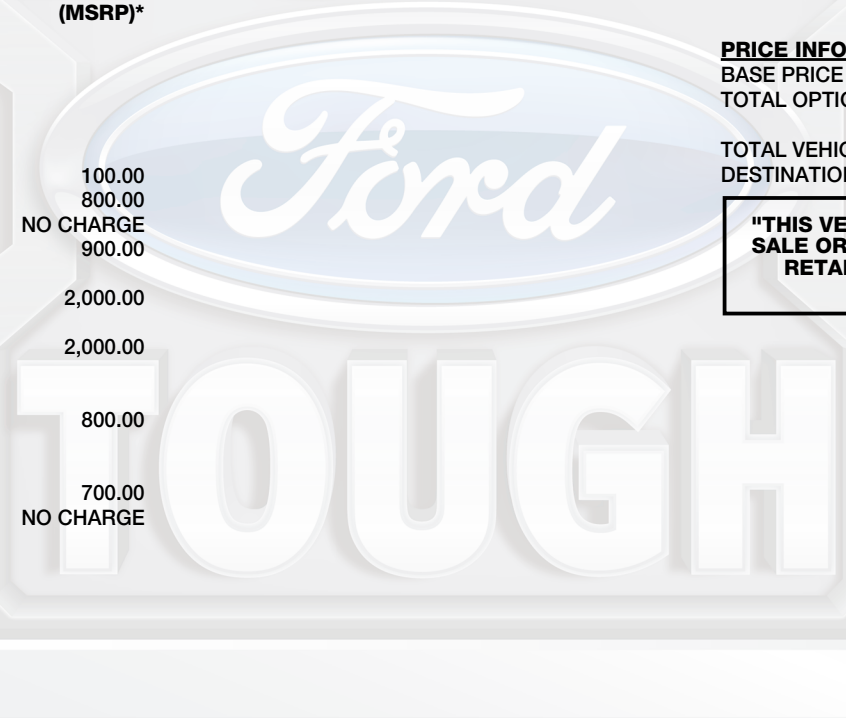 (MSRP)*
100.00
800.00
NO CHARGE
900.00
2,000.00
2,000.00
800.00
700.00
NO CHARGE
PRICE INFO
BASE PRICE
TOTAL OPTIO
TOTAL VEHIC
DESTINATION
"THIS VE
SALE OR
RETAI
Ford
TOUGH